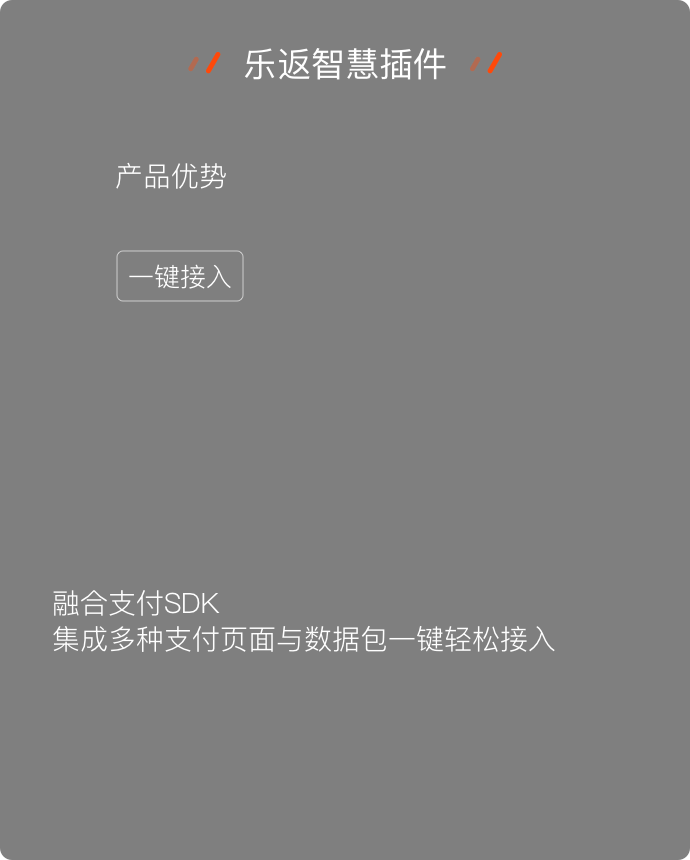 乐返智慧插件
产品优势
一键接入
融合支付SDK
集成多种支付页面与数据包一键轻松接入